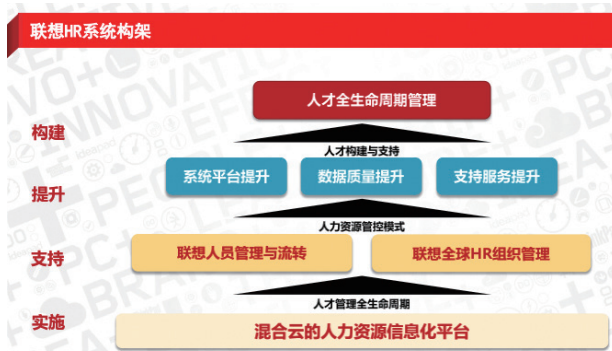 联想HR系统构架
人才全生命周期管理
构建
人才构建与支持
系统平台提升
数据质量提升
支持服务提升
提升
人力资源管控模式
联想人员管理与流转
联想全球HR组织管理
支持
人才管理全生命周期
实施
混合云的人力资源信息化平台